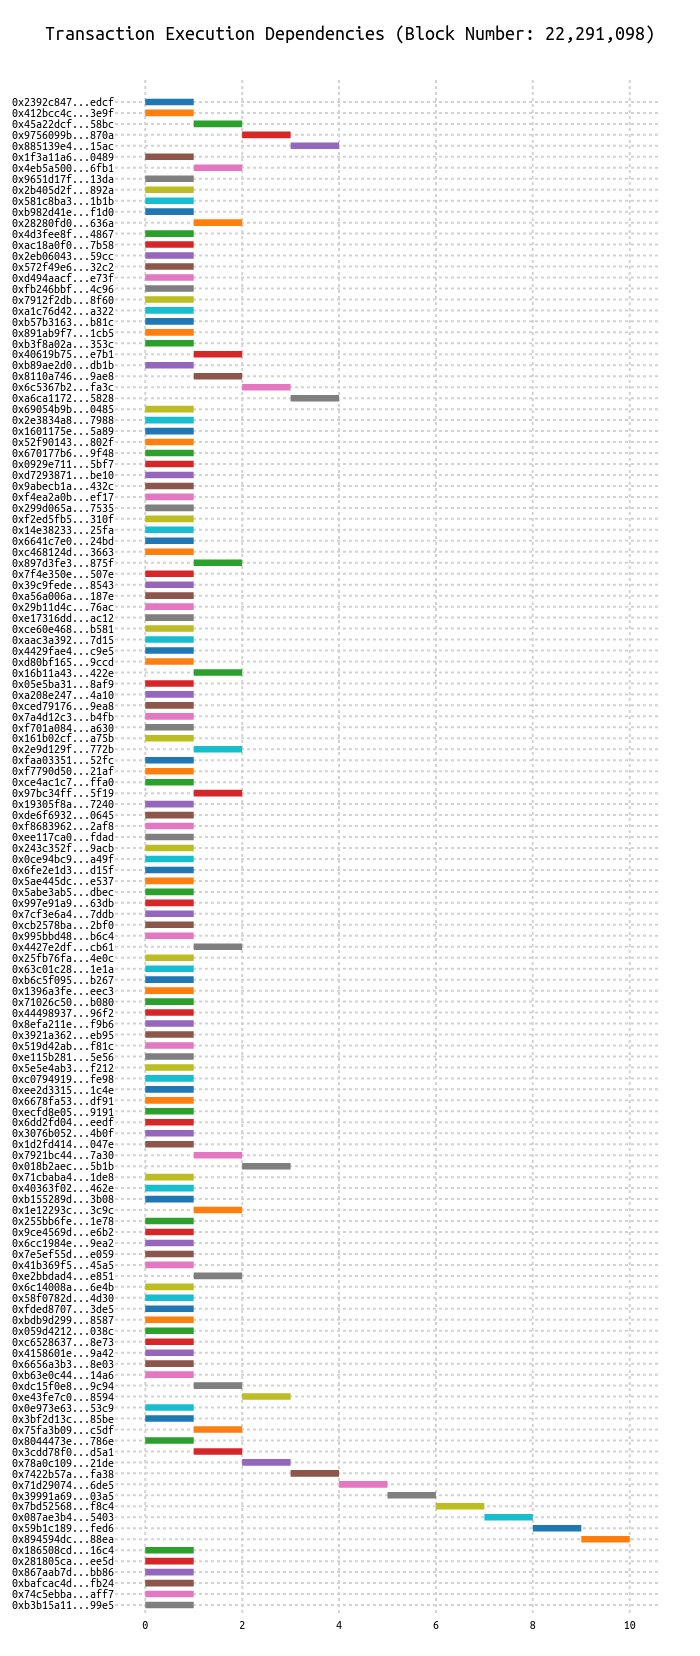 Transaction Execution Dependencies (Block Number: 22,291,098)
0x2392c847...edcf
0x412bcc4c...3e9f
0x45a22dcf...58bc
0x9756099b...870a
0x885139e4...15ac
0x1f3a11a6...0489
0x4eb5a500...6fb1
0x9651d17f...13da
0x2b405d2f...892a
0x581c8ba3...1b1b
0xb982d41e...f1d0
0x28280fd0...636a
0x4d3fee8f...4867
0xac18a0f0...7b58
0x2eb06043...59cc
0x572f49e6...32c2
0xd494aacf...e73f
0xfb246bbf...4c96
0x7912f2db...8f60
0xa1c76d42...a322
0xb57b3163...b81c
0x891ab9f7...1cb5
0xb3f8a02a...353c
0x40619b75...e7b1
0xb89ae2d0...db1b
0x8110a746...9ae8
0x6c5367b2...fa3c
0xa6ca1172...5828
0x69054b9b...0485
0x2e3834a8...7988
0x1601175e...5a89
0x52f90143...802f
0x670177b6...9f48
0x0929e711...5bf7
0xd7293871...be10
0x9abecb1a...432c
0xf4ea2a0b...ef17
0x299d065a...7535
0xf2ed5fb5...310f
0x14e38233...25fa
0x6641c7e0...24bd
0xc468124d...3663
0x897d3fe3...875f
0x7f4e350e...507e
0x39c9fede...8543
0xa56a006a...187e
0x29b11d4c...76ac
0xe17316dd...ac12
0xce60e468...b581
0xaac3a392...7d15
0x4429fae4...c9e5
0xd80bf165...9ccd
0x16b11a43...422e
0x05e5ba31...8af9
0xa208e247...4a10
0xced79176...9ea8
0x7a4d12c3...b4fb
0xf701a084...a630
0x161b02cf...a75b
0x2e9d129f...772b
0xfaa03351...52fc
0xf7790d50...21af
0xce4ac1c7...ffa0
0x97bc34ff...5f19
0x19305f8a...7240
0xde6f6932...0645
0xf8683962...2af8
0xee117ca0...fdad
0x243c352f...9acb
0x0ce94bc9...a49f
0x6fe2e1d3...d15f
0x5ae445dc...e537
0x5abe3ab5...dbec
0x997e91a9...63db
0x7cf3e6a4...7ddb
0xcb2578ba...2bf0
0x995bbd48...b6c4
0x4427e2df...cb61
0x25fb76fa...4e0c
0x63c01c28...1e1a
0xb6c5f095...b267
0x1396a3fe...eec3
0x71026c50...b080
0x44498937...96f2
0x8efa211e...f9b6
0x3921a362...eb95
0x519d42ab...f81c
0xe115b281...5e56
0x5e5e4ab3...f212
0xc0794919...fe98
0xee2d3315...1c4e
0x6678fa53...df91
0xecfd8e05...9191
0x6dd2fd04...eedf
0x3076b052...4b0f
0x1d2fd414...047e
0x7921bc44...7a30
0x018b2aec...5b1b
0x71cbaba4...1de8
0x40363f02...462e
0xb155289d...3b08
0x1e12293c...3c9c
0x255bb6fe...1e78
0x9ce4569d...e6b2
0x6cc1984e...9ea2
0x7e5ef55d...e059
0x41b369f5...45a5
0xe2bbdad4...e851
0x6c14008a...6e4b
0x58f0782d...4d30
0xfded8707...3de5
0xbdb9d299...8587
0x059d4212...038c
0xc6528637...8e73
0x4158601e...9a42
0x6656a3b3...8e03
0xb63e0c44...14a6
0xdc15f0e8...9c94
0xe43fe7c0...8594
0x0e973e63...53c9
0x3bf2d13c...85be
0x75fa3b09...c5df
0x8044473e...786e
0x3cdd78f0...d5a1
0x78a0c109...21de
0x7422b57a...fa38
0x71d29074...6de5
0x39991a69...03a5
0x7bd52568...f8c4
0x087ae3b4...5403
0x59b1c189...fed6
0x894594dc...88ea
0x186508cd...16c4
0x281805ca...ee5d
0x867aab7d...bb86
0xbafcac4d...fb24
0x74c5ebba...aff7
0xb3b15a11...99e5
0 2 4 6 8 10